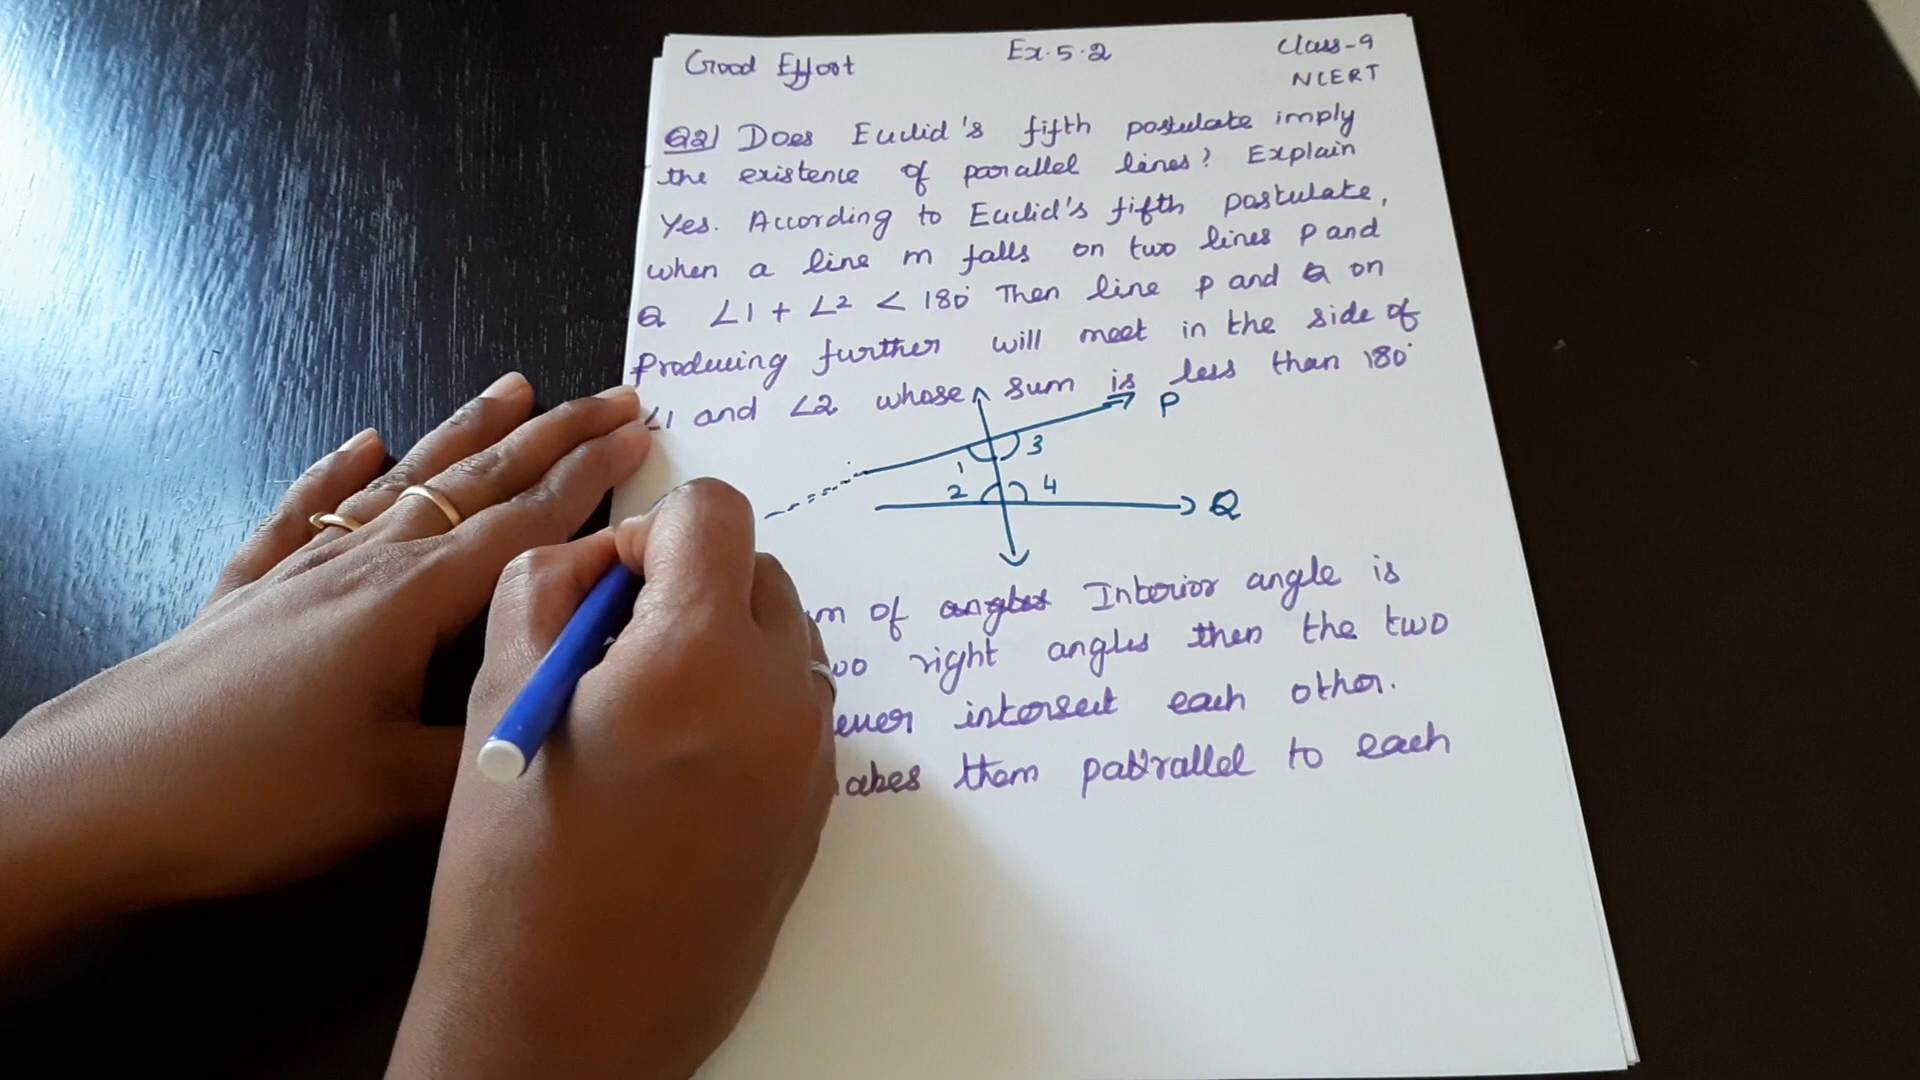 Good Effort Ex. 5.2 Class-9
NCERT
Q2) Does Euclid's fifth postulate imply
the existence of parallel lines? Explain
Yes. According to Euclid's fifth postulate,
when a line m falls on two lines P and
Q ∠1 + ∠2 < 180° Then line P and Q on
Producing further will meet in the side of
∠1 and ∠2 whose sum is less than 180°
P
1 3
2 4
Q
of Interior angle is
right angles then the two
intersect each other.
them parallel to each